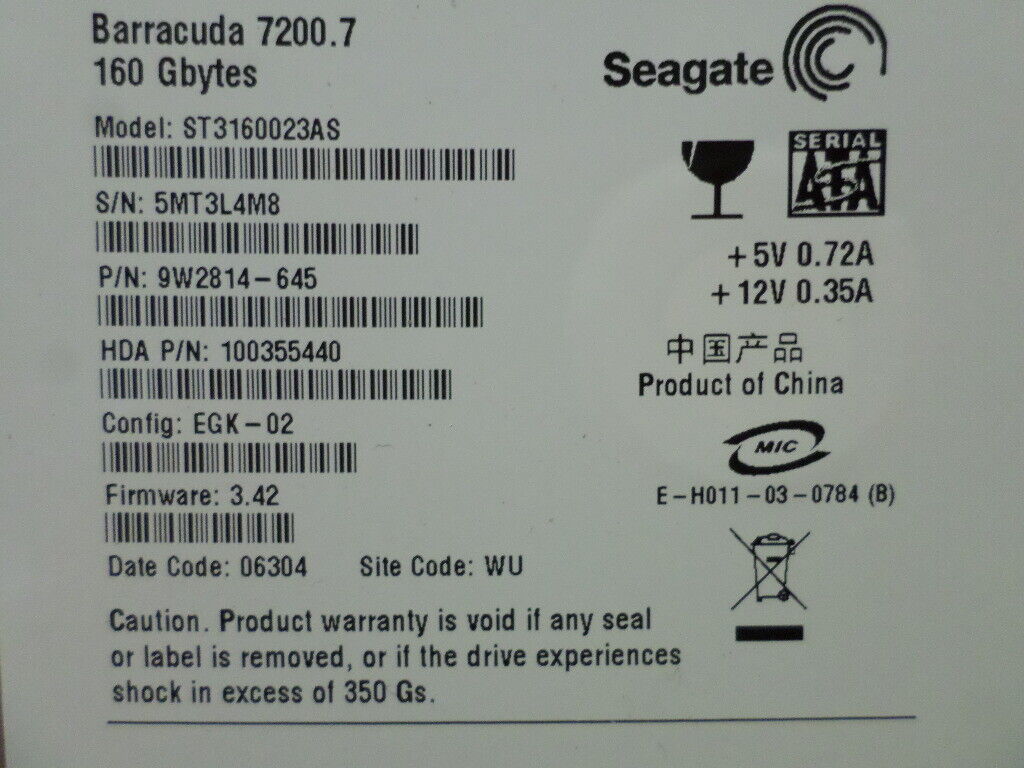 Barracuda 7200.7
160 Gbytes
Seagate
Model: ST3160023AS
SERIAL
ATA
S/N: 5MT3L4M8
+5V 0.72A
+12V 0.35A
P/N: 9W2814-645
中国产品
Product of China
HDA P/N: 100355440
Config: EGK-02
MIC
E-H011-03-0784 (B)
Firmware: 3.42
Date Code: 06304 Site Code: WU
Caution. Product warranty is void if any seal
or label is removed, or if the drive experiences
shock in excess of 350 Gs.